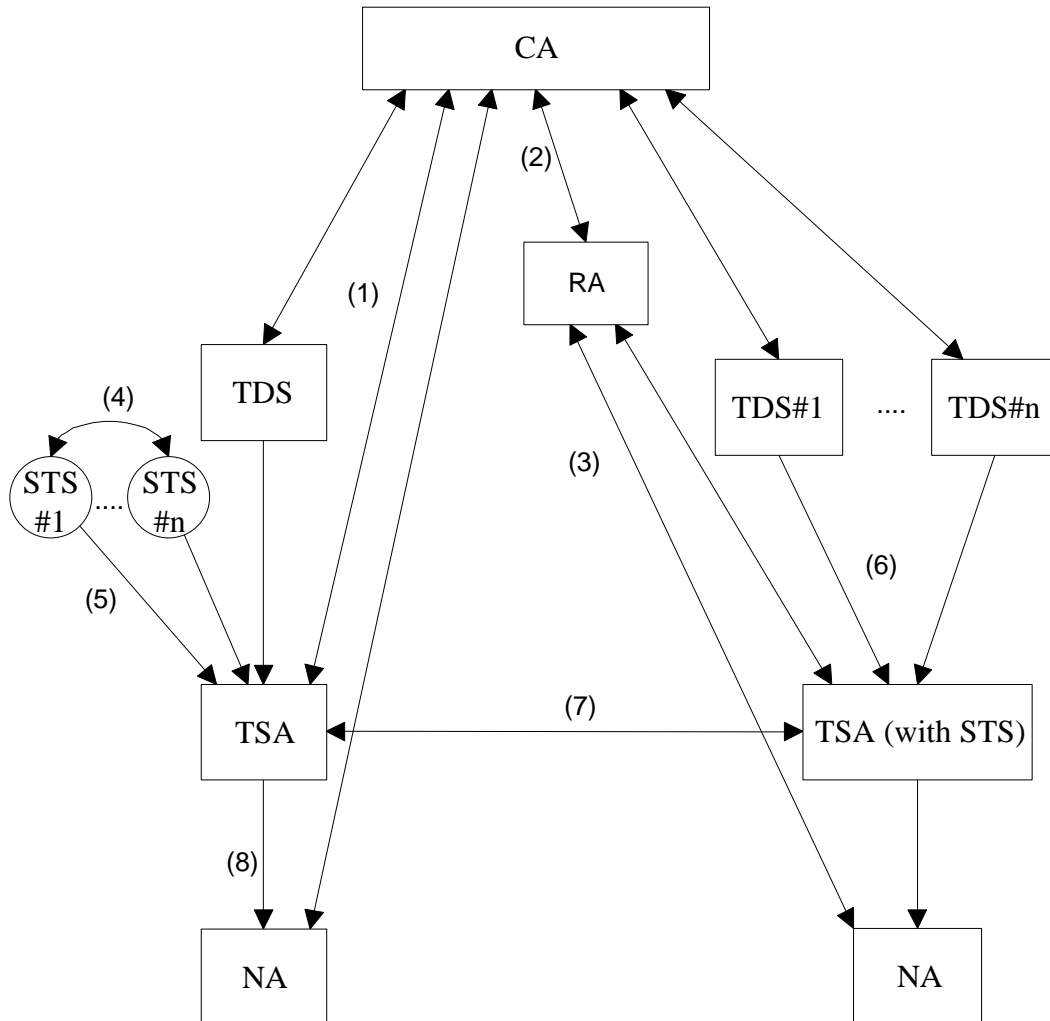 CA
(2)
RA
(1)
TDS
TDS#1
....
TDS#n
(4)
STS
#1
....
STS
#n
(3)
(5)
(6)
TSA
(7)
TSA (with STS)
(8)
NA
NA